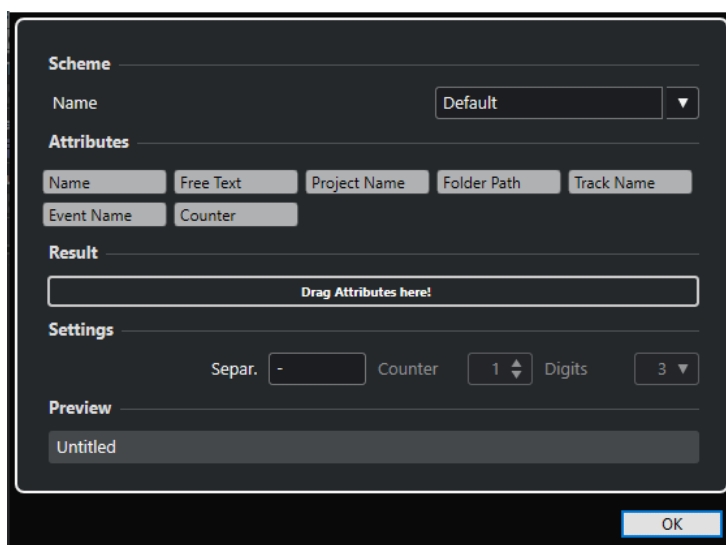 Scheme
Name Default
Attributes
Name Free Text Project Name Folder Path Track Name
Event Name Counter
Result
Drag Attributes here!
Settings
Separ. - Counter 1 Digits 3
Preview
Untitled
OK